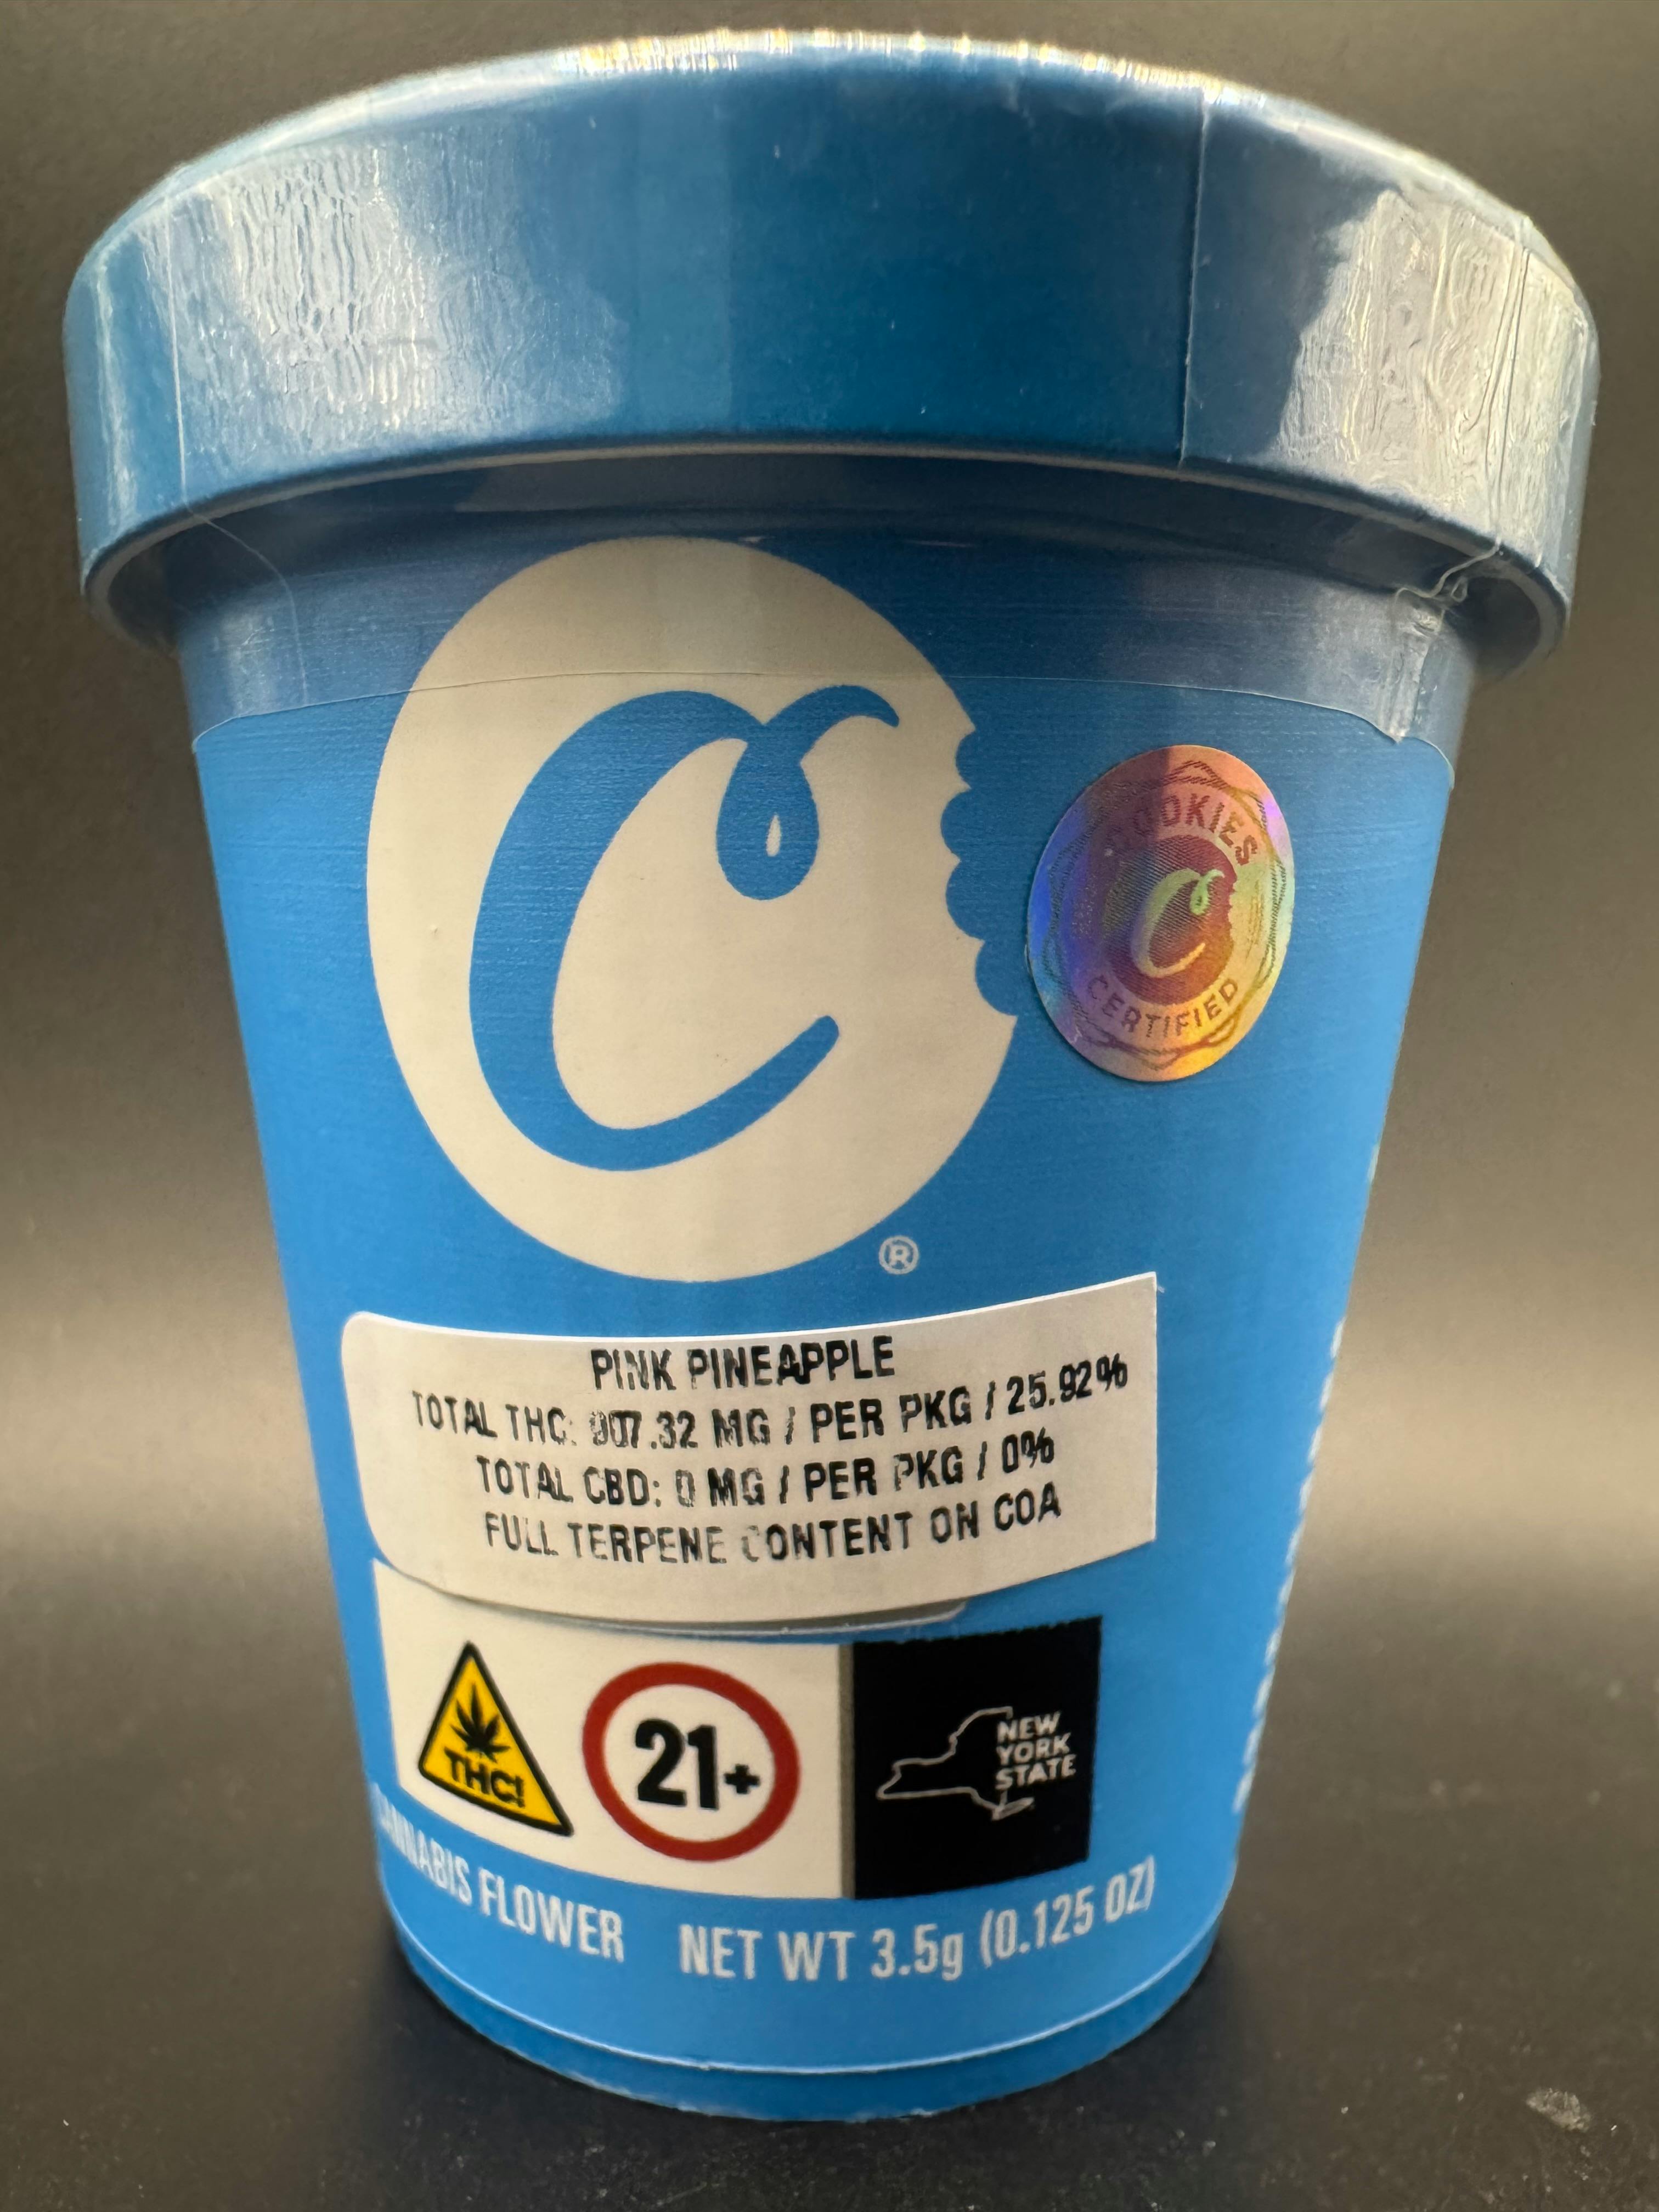 C
COOKIES
C
CERTIFIED
®
PINK PINEAPPLE
TOTAL THC: 907.32 MG / PER PKG / 25.92%
TOTAL CBD: 0 MG / PER PKG / 0%
FULL TERPENE CONTENT ON COA
THC!
21+
NEW
YORK
STATE
CANNABIS FLOWER NET WT 3.5g (0.125 OZ)